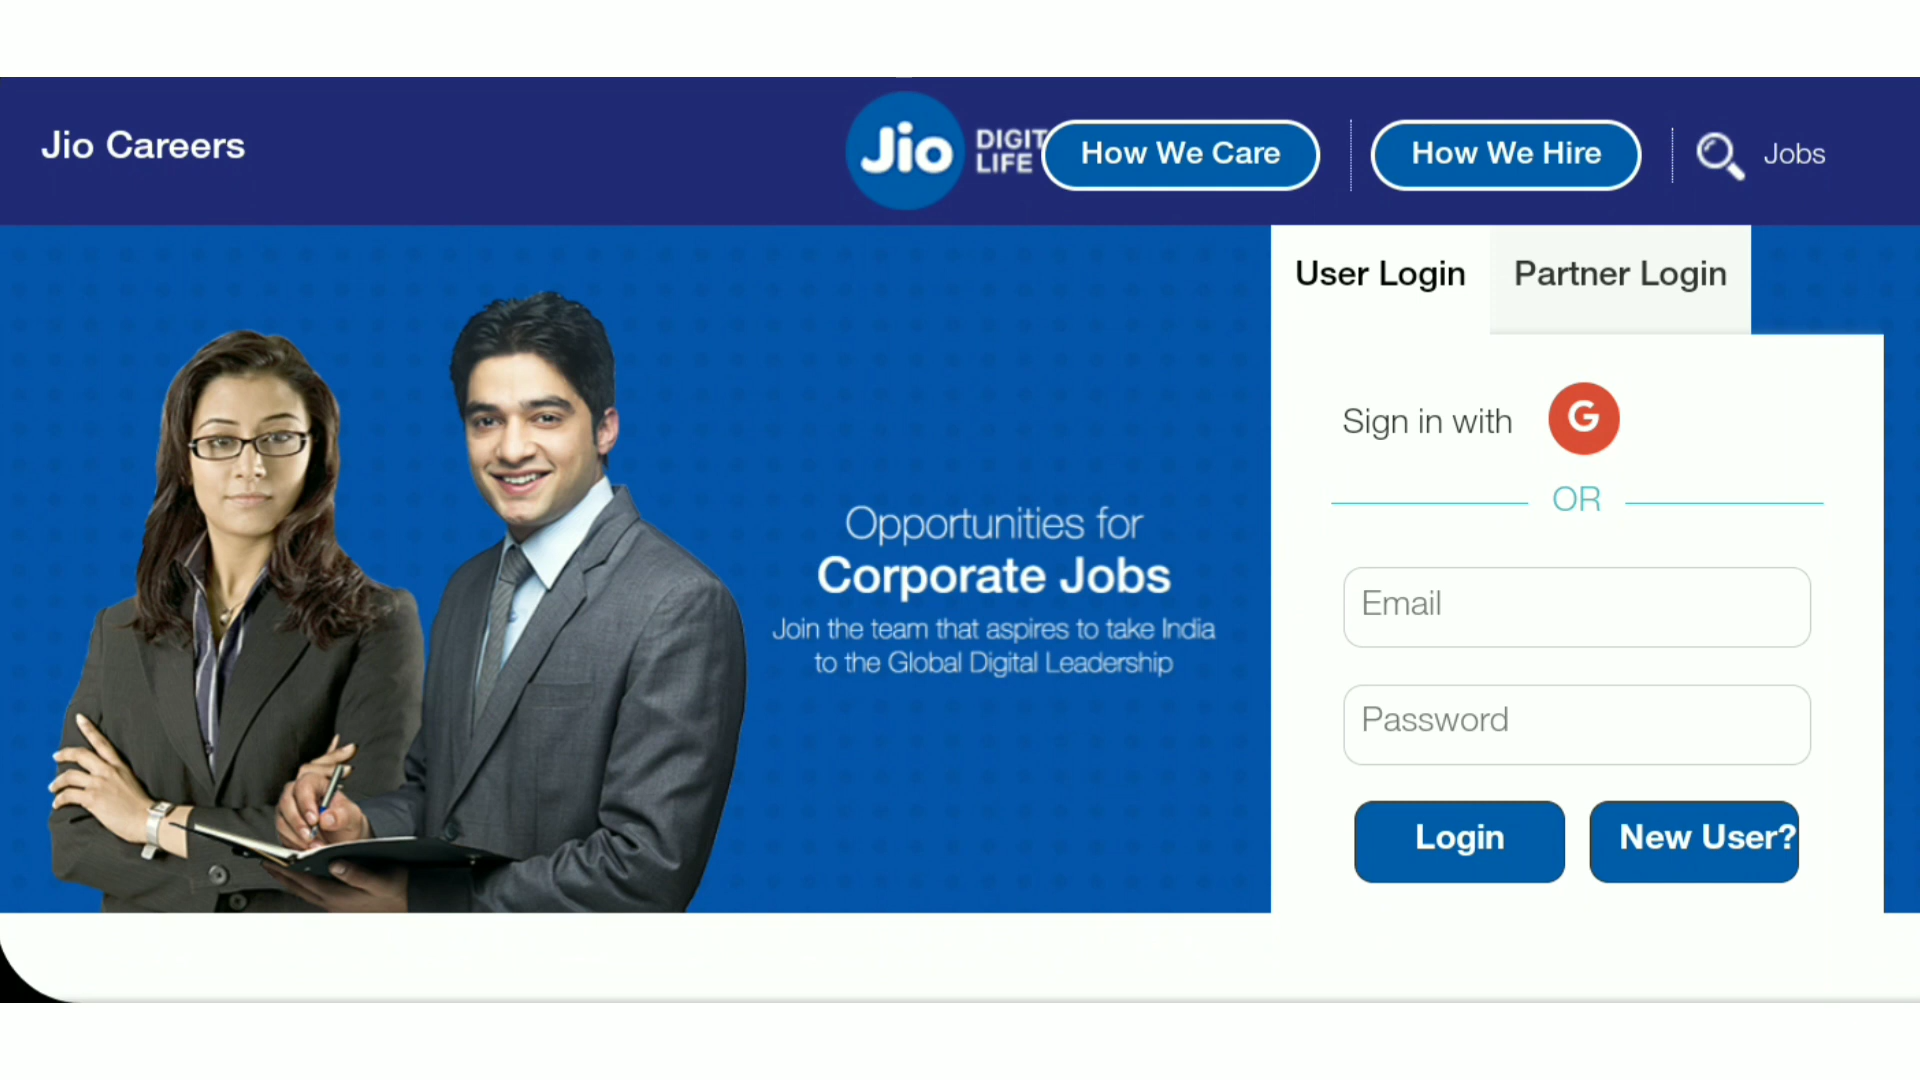 Jio Careers
Jio
DIGIT
LIFE
How We Care
How We Hire
Jobs
User Login
Partner Login
Sign in with G
OR
Email
Password
Login
New User?
Opportunities for
Corporate Jobs
Join the team that aspires to take India
to the Global Digital Leadership